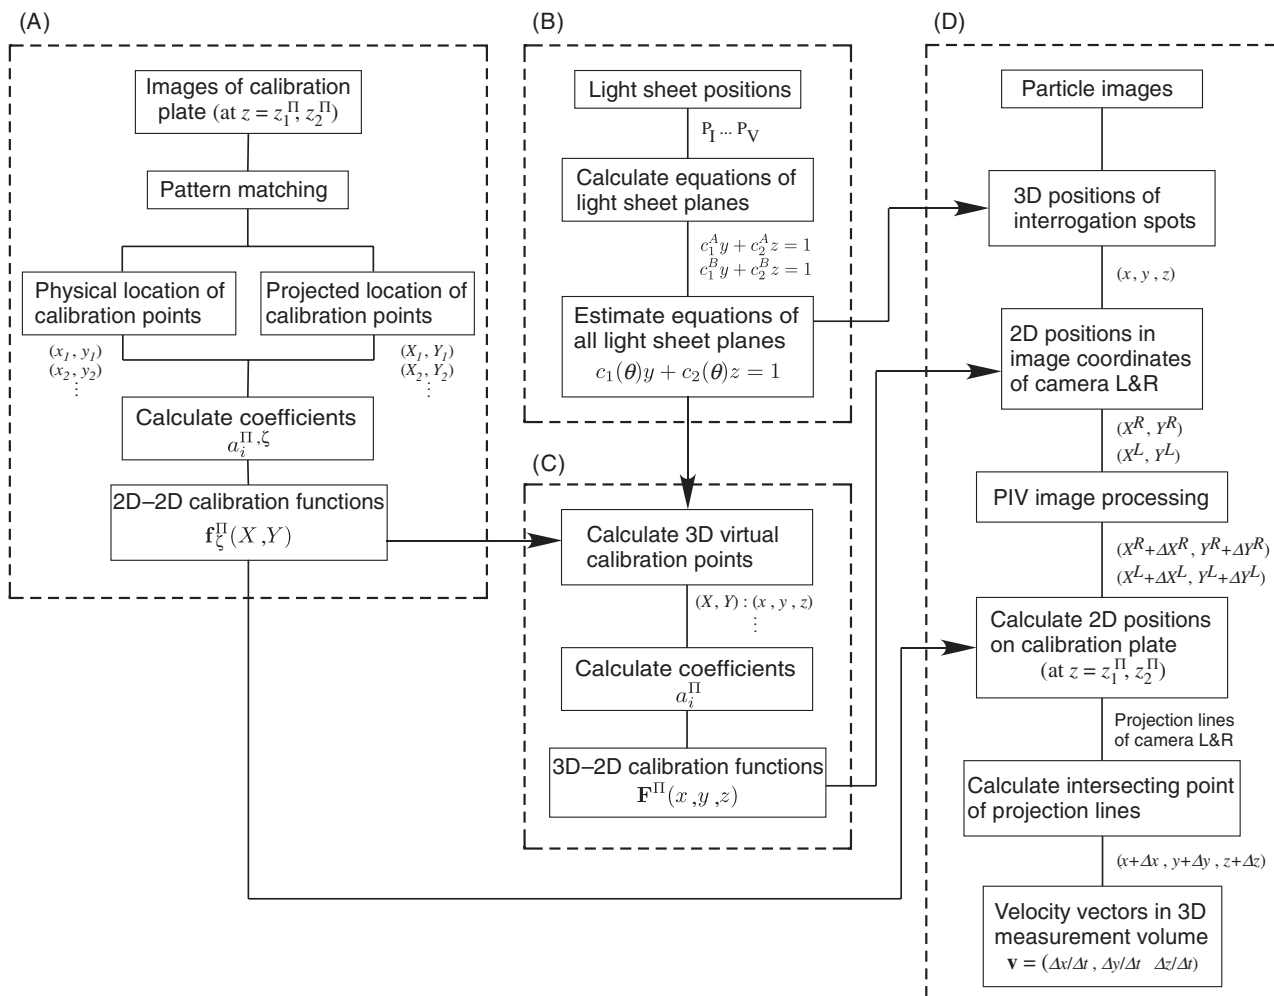 (A)
Images of calibration
plate (at z = z₁^Π, z₂^Π)
Pattern matching
Physical location of
calibration points
Projected location of
calibration points
(x₁, y₁)
(x₂, y₂)
⋮
(X₁, Y₁)
(X₂, Y₂)
⋮
Calculate coefficients
a_i^{Π,ζ}
2D–2D calibration functions
f_ζ^Π(X,Y)
(B)
Light sheet positions
P_I ... P_V
Calculate equations of
light sheet planes
c₁^A y + c₂^A z = 1
c₁^B y + c₂^B z = 1
Estimate equations of
all light sheet planes
c₁(θ)y + c₂(θ)z = 1
(C)
Calculate 3D virtual
calibration points
(X, Y) : (x, y, z)
⋮
Calculate coefficients
a_i^Π
3D–2D calibration functions
F^Π(x,y,z)
(D)
Particle images
3D positions of
interrogation spots
(x, y, z)
2D positions in
image coordinates
of camera L&R
(X^R, Y^R)
(X^L, Y^L)
PIV image processing
(X^R+ΔX^R, Y^R+ΔY^R)
(X^L+ΔX^L, Y^L+ΔY^L)
Calculate 2D positions
on calibration plate
(at z = z₁^Π, z₂^Π)
Projection lines
of camera L&R
Calculate intersecting point
of projection lines
(x+Δx, y+Δy, z+Δz)
Velocity vectors in 3D
measurement volume
v = (Δx/Δt, Δy/Δt Δz/Δt)